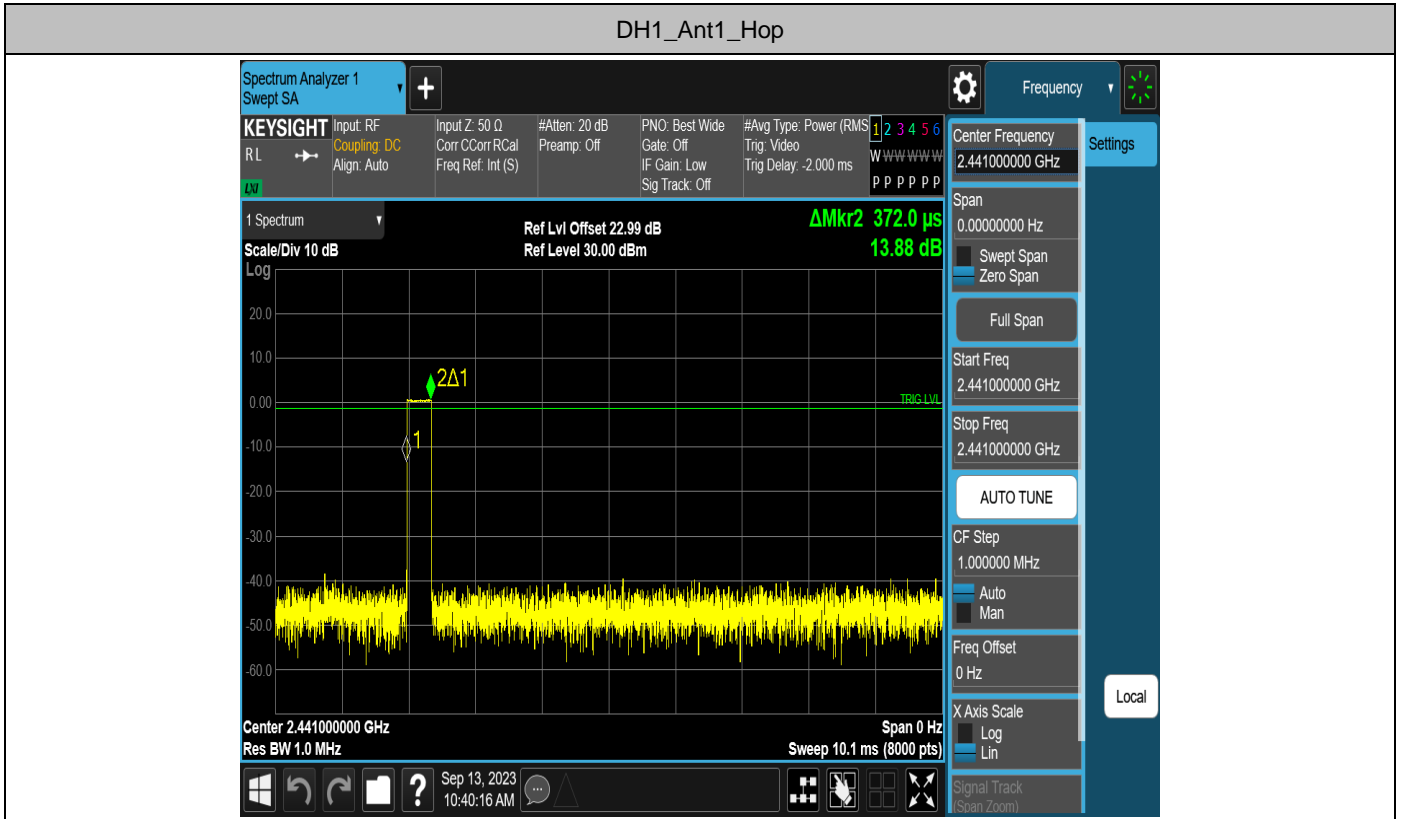 DH1_Ant1_Hop
Spectrum Analyzer 1
Swept SA
+
Frequency
KEYSIGHT
RL
LXI
Input: RF
Coupling: DC
Align: Auto
Input Z: 50 Ω
Corr CCorr RCal
Freq Ref: Int (S)
#Atten: 20 dB
Preamp: Off
PNO: Best Wide
Gate: Off
IF Gain: Low
Sig Track: Off
#Avg Type: Power (RMS
Trig: Video
Trig Delay: -2.000 ms
1 2 3 4 5 6
W W W W W W
P P P P P P
1 Spectrum
Scale/Div 10 dB
Log
Ref Lvl Offset 22.99 dB
Ref Level 30.00 dBm
ΔMkr2 372.0 µs
13.88 dB
20.0
10.0
0.00
-10.0
-20.0
-30.0
-40.0
-50.0
-60.0
2Δ1
1
TRIG LVL
Center 2.441000000 GHz
Res BW 1.0 MHz
Span 0 Hz
Sweep 10.1 ms (8000 pts)
Center Frequency
2.441000000 GHz
Settings
Span
0.00000000 Hz
Swept Span
Zero Span
Full Span
Start Freq
2.441000000 GHz
Stop Freq
2.441000000 GHz
AUTO TUNE
CF Step
1.000000 MHz
Auto
Man
Freq Offset
0 Hz
X Axis Scale
Log
Lin
Signal Track
(Span Zoom)
Local
?
Sep 13, 2023
10:40:16 AM